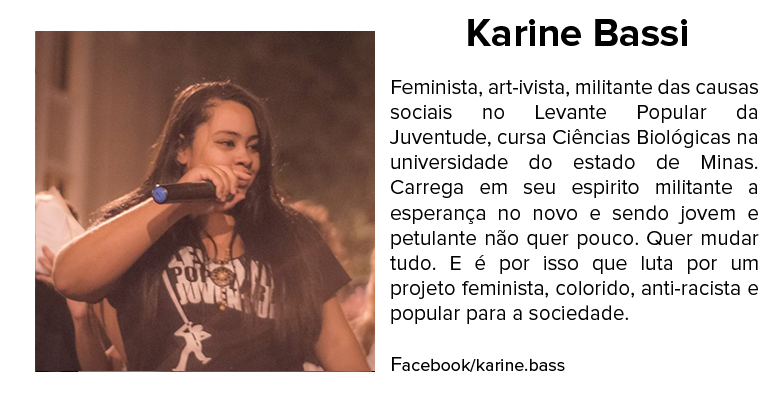 Karine Bassi
Feminista, art-ivista, militante das causas
sociais no Levante Popular da
Juventude, cursa Ciências Biológicas na
universidade do estado de Minas.
Carrega em seu espirito militante a
esperança no novo e sendo jovem e
petulante não quer pouco. Quer mudar
tudo. E é por isso que luta por um
projeto feminista, colorido, anti-racista e
popular para a sociedade.
Facebook/karine.bass